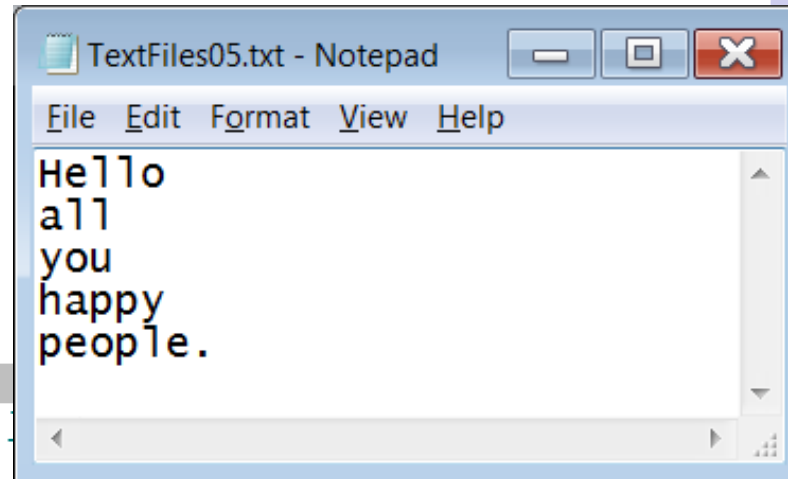 TextFiles05.txt - Notepad
File Edit Format View Help
Hello
all
you
happy
people.